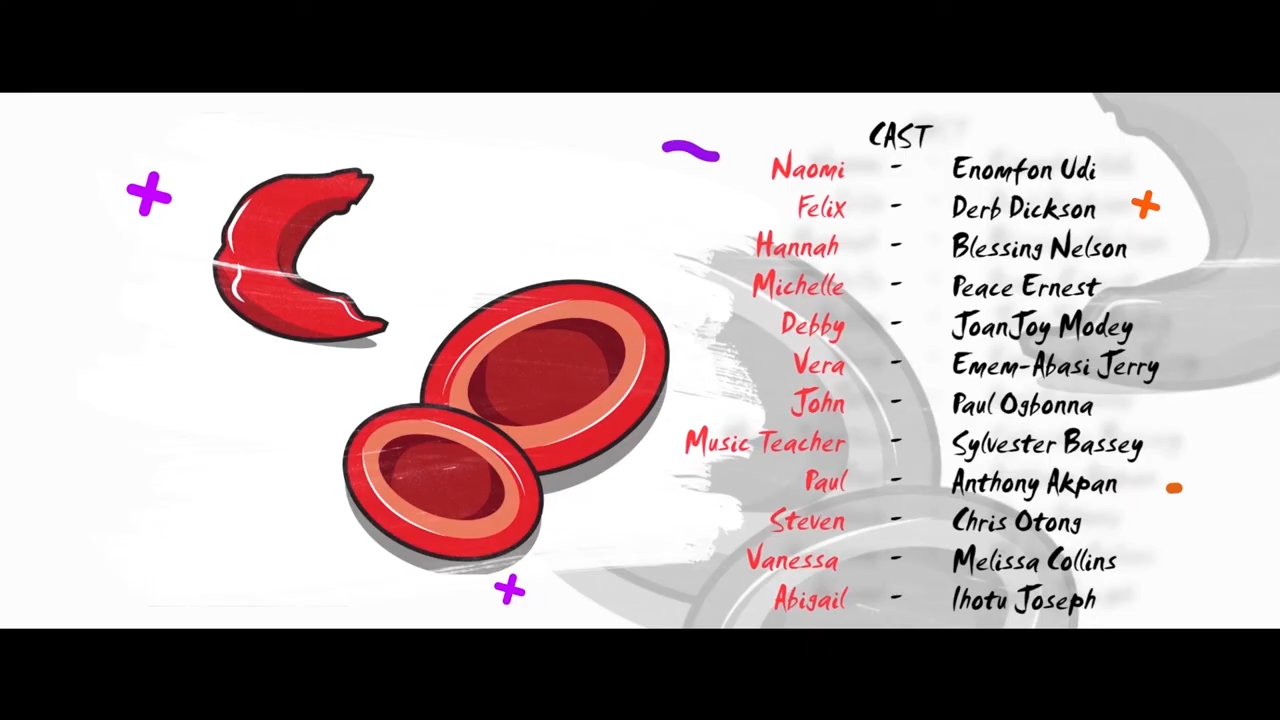 CAST
Naomi - Enomfon Udi
Felix - Derb Dickson
Hannah - Blessing Nelson
Michelle - Peace Ernest
Debby - JoanJoy Modey
Vera - Emem-Abasi Jerry
John - Paul Ogbonna
Music Teacher - Sylvester Bassey
Paul - Anthony Akpan
Steven - Chris Otong
Vanessa - Melissa Collins
Abigail - Ihotu Joseph